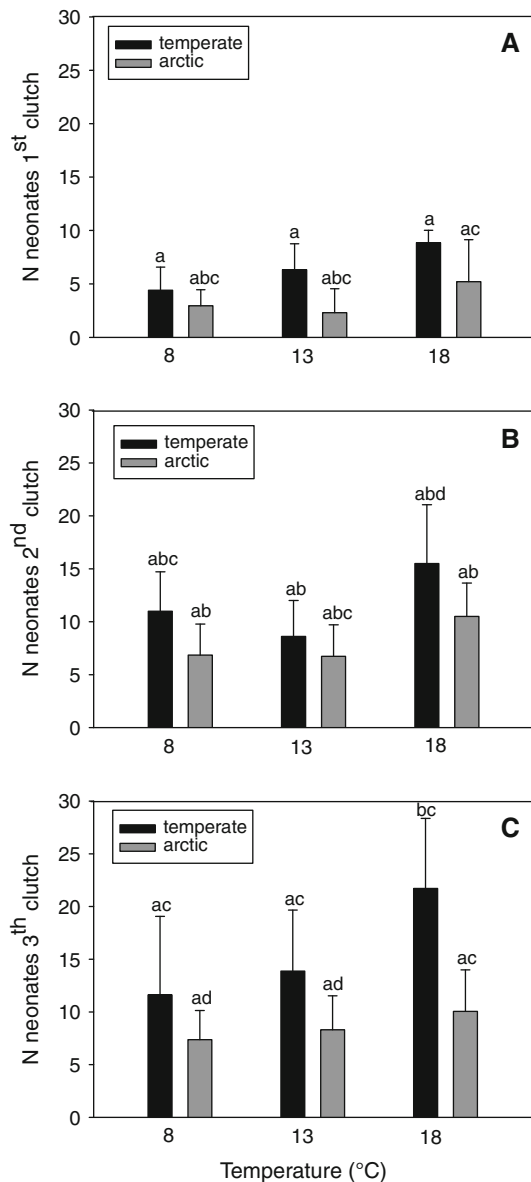 30
temperate
A
arctic
25
20
15
10
a
a
a
ac
abc
abc
5
0
8
13
18
N neonates 1st clutch
30
temperate
B
arctic
25
abd
20
abc
ab
ab
abc
ab
15
10
5
0
8
13
18
N neonates 2nd clutch
30
bc
temperate
C
arctic
25
ac
ac
20
ac
ad
ad
15
10
5
0
8
13
18
N neonates 3th clutch
Temperature (°C)